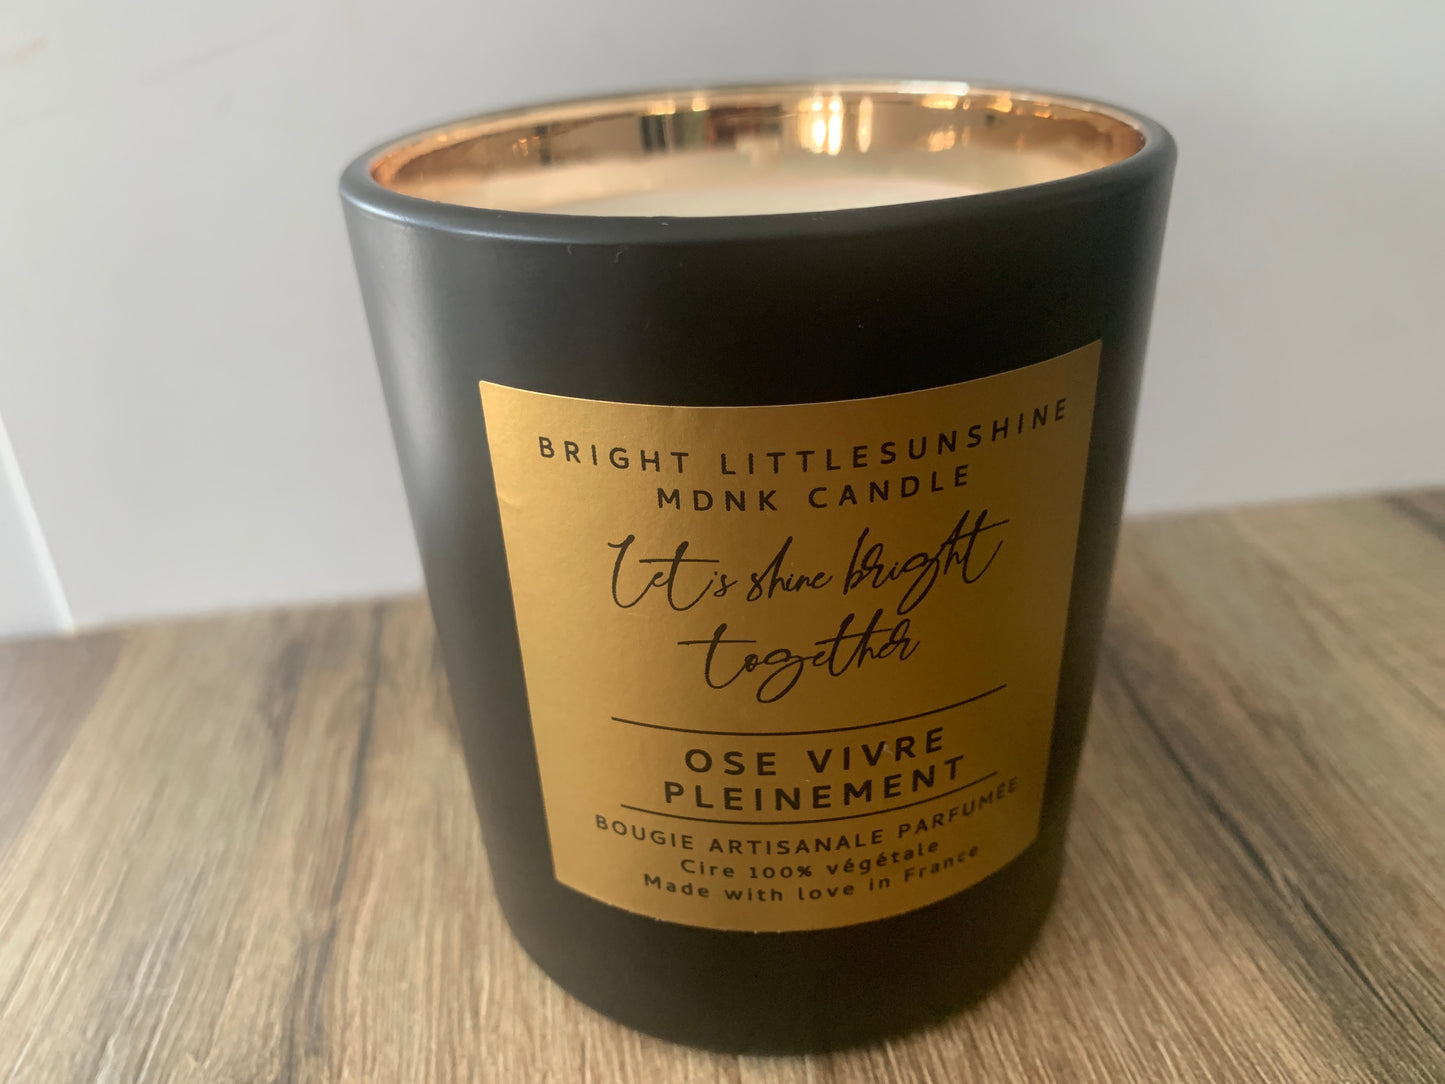 BRIGHT LITTLESUNSHINE
MDNK CANDLE
Let's shine bright
together
OSE VIVRE
PLEINEMENT
BOUGIE ARTISANALE PARFUMÉE
Cire 100% végétale
Made with love in France